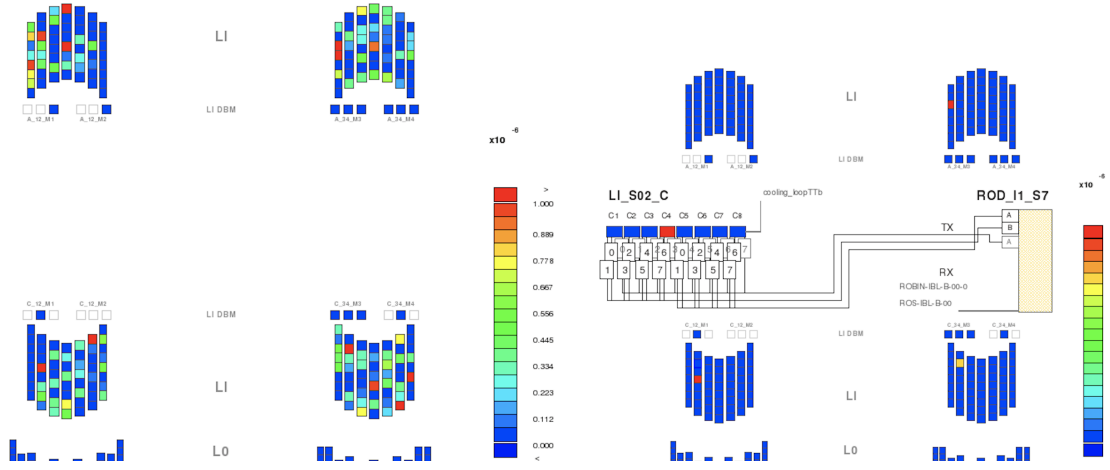 LI
LI DBM
A_12_M1
A_12_M2
A_34_M3
A_34_M4
x10
-6
>
1.000
0.889
0.778
0.667
0.556
0.445
0.334
0.223
0.112
0.000
<
C_12_M1
C_12_M2
LI DBM
C_34_M3
C_34_M4
LI
L0
LI
LI DBM
A_12_M1
A_12_M2
A_34_M3
A_34_M4
x10
-6
LI_S02_C
cooling_loopTTb
ROD_I1_S7
C1 C2 C3 C4 C5 C6 C7 C8
0 2 4 6 0 2 4 6 7
1 3 5 7 1 3 5 7
TX
A
B
A
RX
ROBIN-IBL-B-00-0
ROS-IBL-B-00
C_12_M1
C_12_M2
LI DBM
C_34_M3
C_34_M4
LI
L0